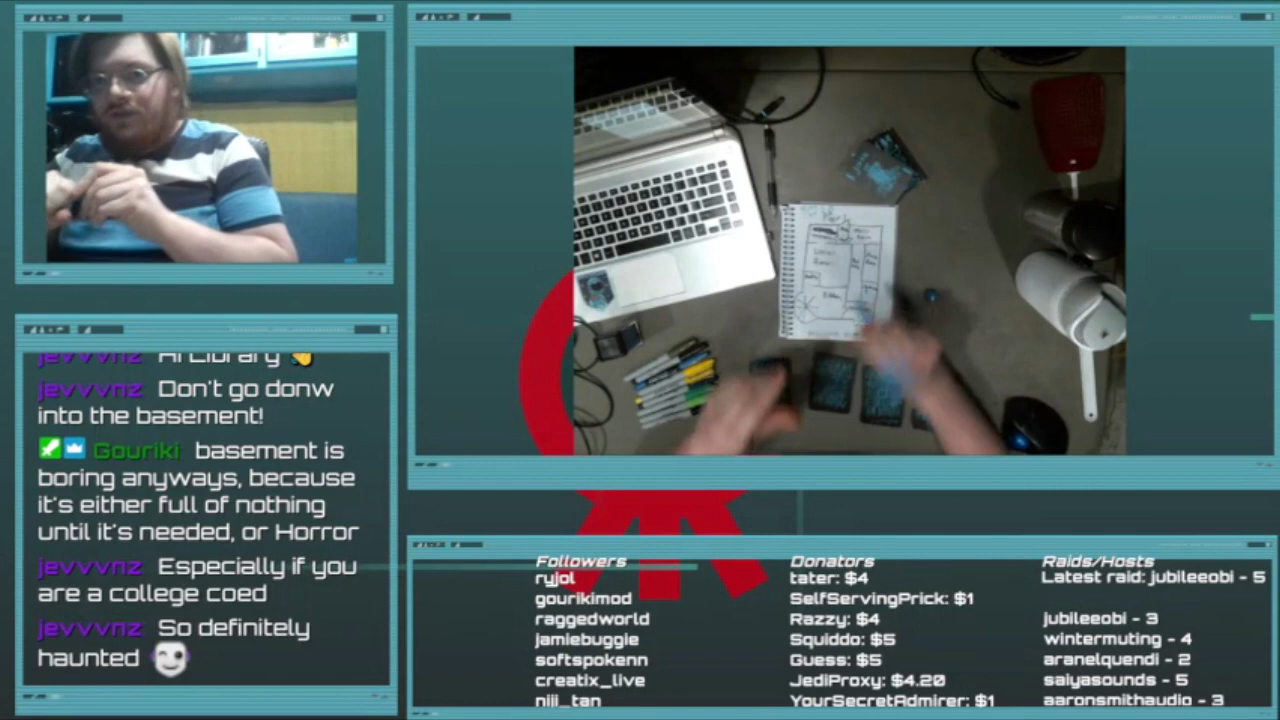 jevvvnz Hi Library
jevvvnz Don't go donw
into the basement!
Gouriki basement is
boring anyways, because
it's either full of nothing
until it's needed, or Horror
jevvvnz Especially if you
are a college coed
jevvvnz So definitely
haunted
Followers
ryjol
gourikimod
raggedworld
jamiebuggie
softspokenn
creatix_live
niji_tan
Donators
tater: $4
SelfServingPrick: $1
Razzy: $4
Squiddo: $5
Guess: $5
JediProxy: $4.20
YourSecretAdmirer: $1
Raids/Hosts
Latest raid: jubileeobi - 5
jubileeobi - 3
wintermuting - 4
aranelquendi - 2
saiyasounds - 5
aaronsmithaudio - 3